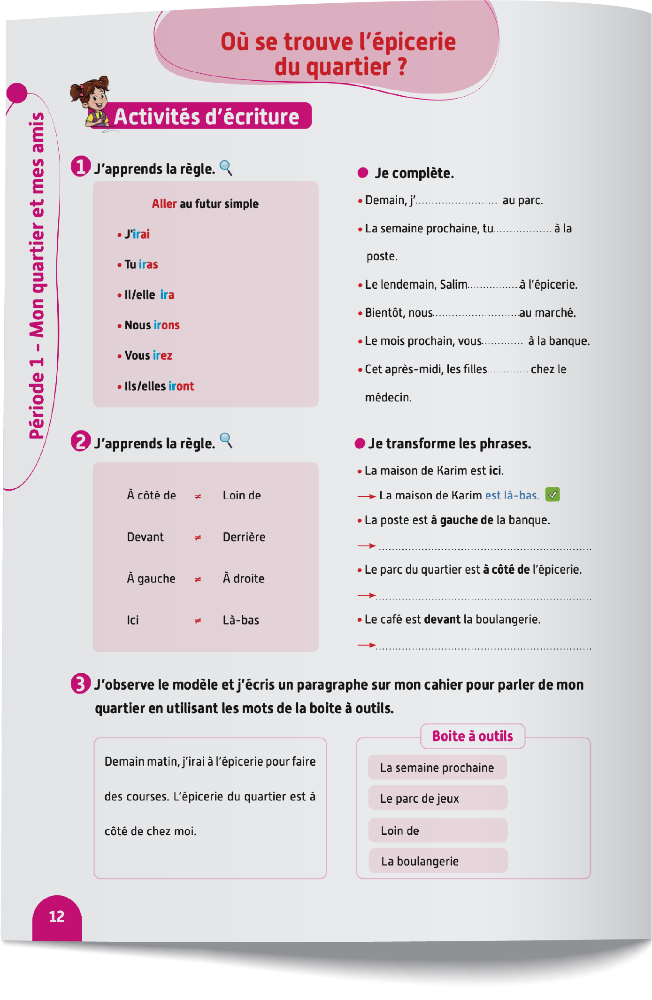 Où se trouve l'épicerie
du quartier ?
Activités d'écriture
Période 1 - Mon quartier et mes amis
1 J'apprends la règle.
Aller au futur simple
• J'irai
• Tu iras
• Il/elle ira
• Nous irons
• Vous irez
• Ils/elles iront
● Je complète.
• Demain, j'........................ au parc.
• La semaine prochaine, tu.................. à la
poste.
• Le lendemain, Salim.................à l'épicerie.
• Bientôt, nous..........................au marché.
• Le mois prochain, vous............. à la banque.
• Cet après-midi, les filles............. chez le
médecin.
2 J'apprends la règle.
À côté de ≠ Loin de
Devant ≠ Derrière
À gauche ≠ À droite
Ici ≠ Là-bas
● Je transforme les phrases.
• La maison de Karim est ici.
→ La maison de Karim est là-bas.
• La poste est à gauche de la banque.
→ ..................................................................
• Le parc du quartier est à côté de l'épicerie.
→ ..................................................................
• Le café est devant la boulangerie.
→ ..................................................................
3 J'observe le modèle et j'écris un paragraphe sur mon cahier pour parler de mon
quartier en utilisant les mots de la boite à outils.
Demain matin, j'irai à l'épicerie pour faire
des courses. L'épicerie du quartier est à
côté de chez moi.
Boite à outils
La semaine prochaine
Le parc de jeux
Loin de
La boulangerie
12